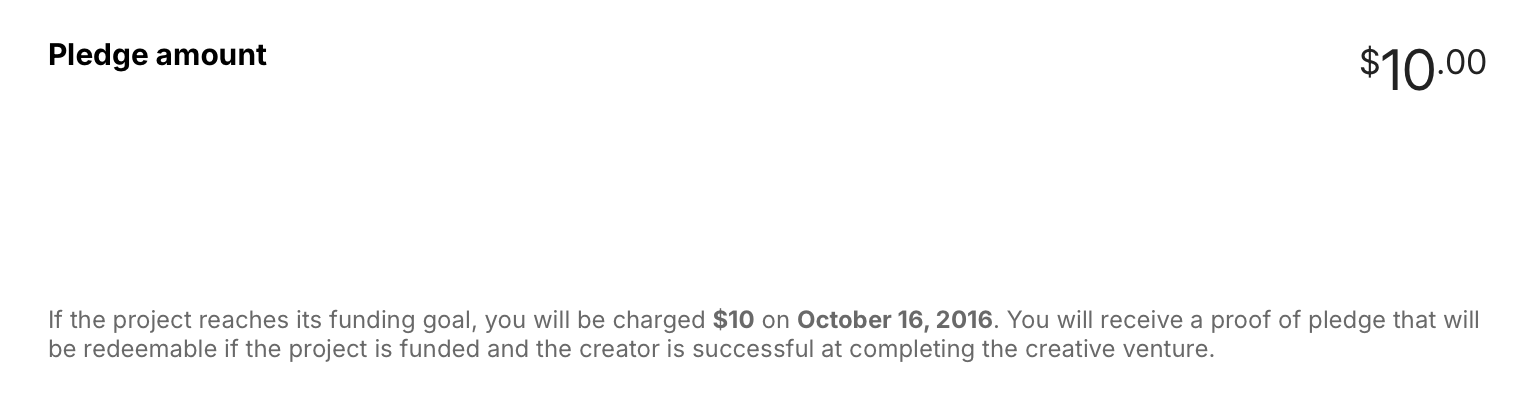 Pledge amount
$10.00
If the project reaches its funding goal, you will be charged $10 on October 16, 2016. You will receive a proof of pledge that will
be redeemable if the project is funded and the creator is successful at completing the creative venture.